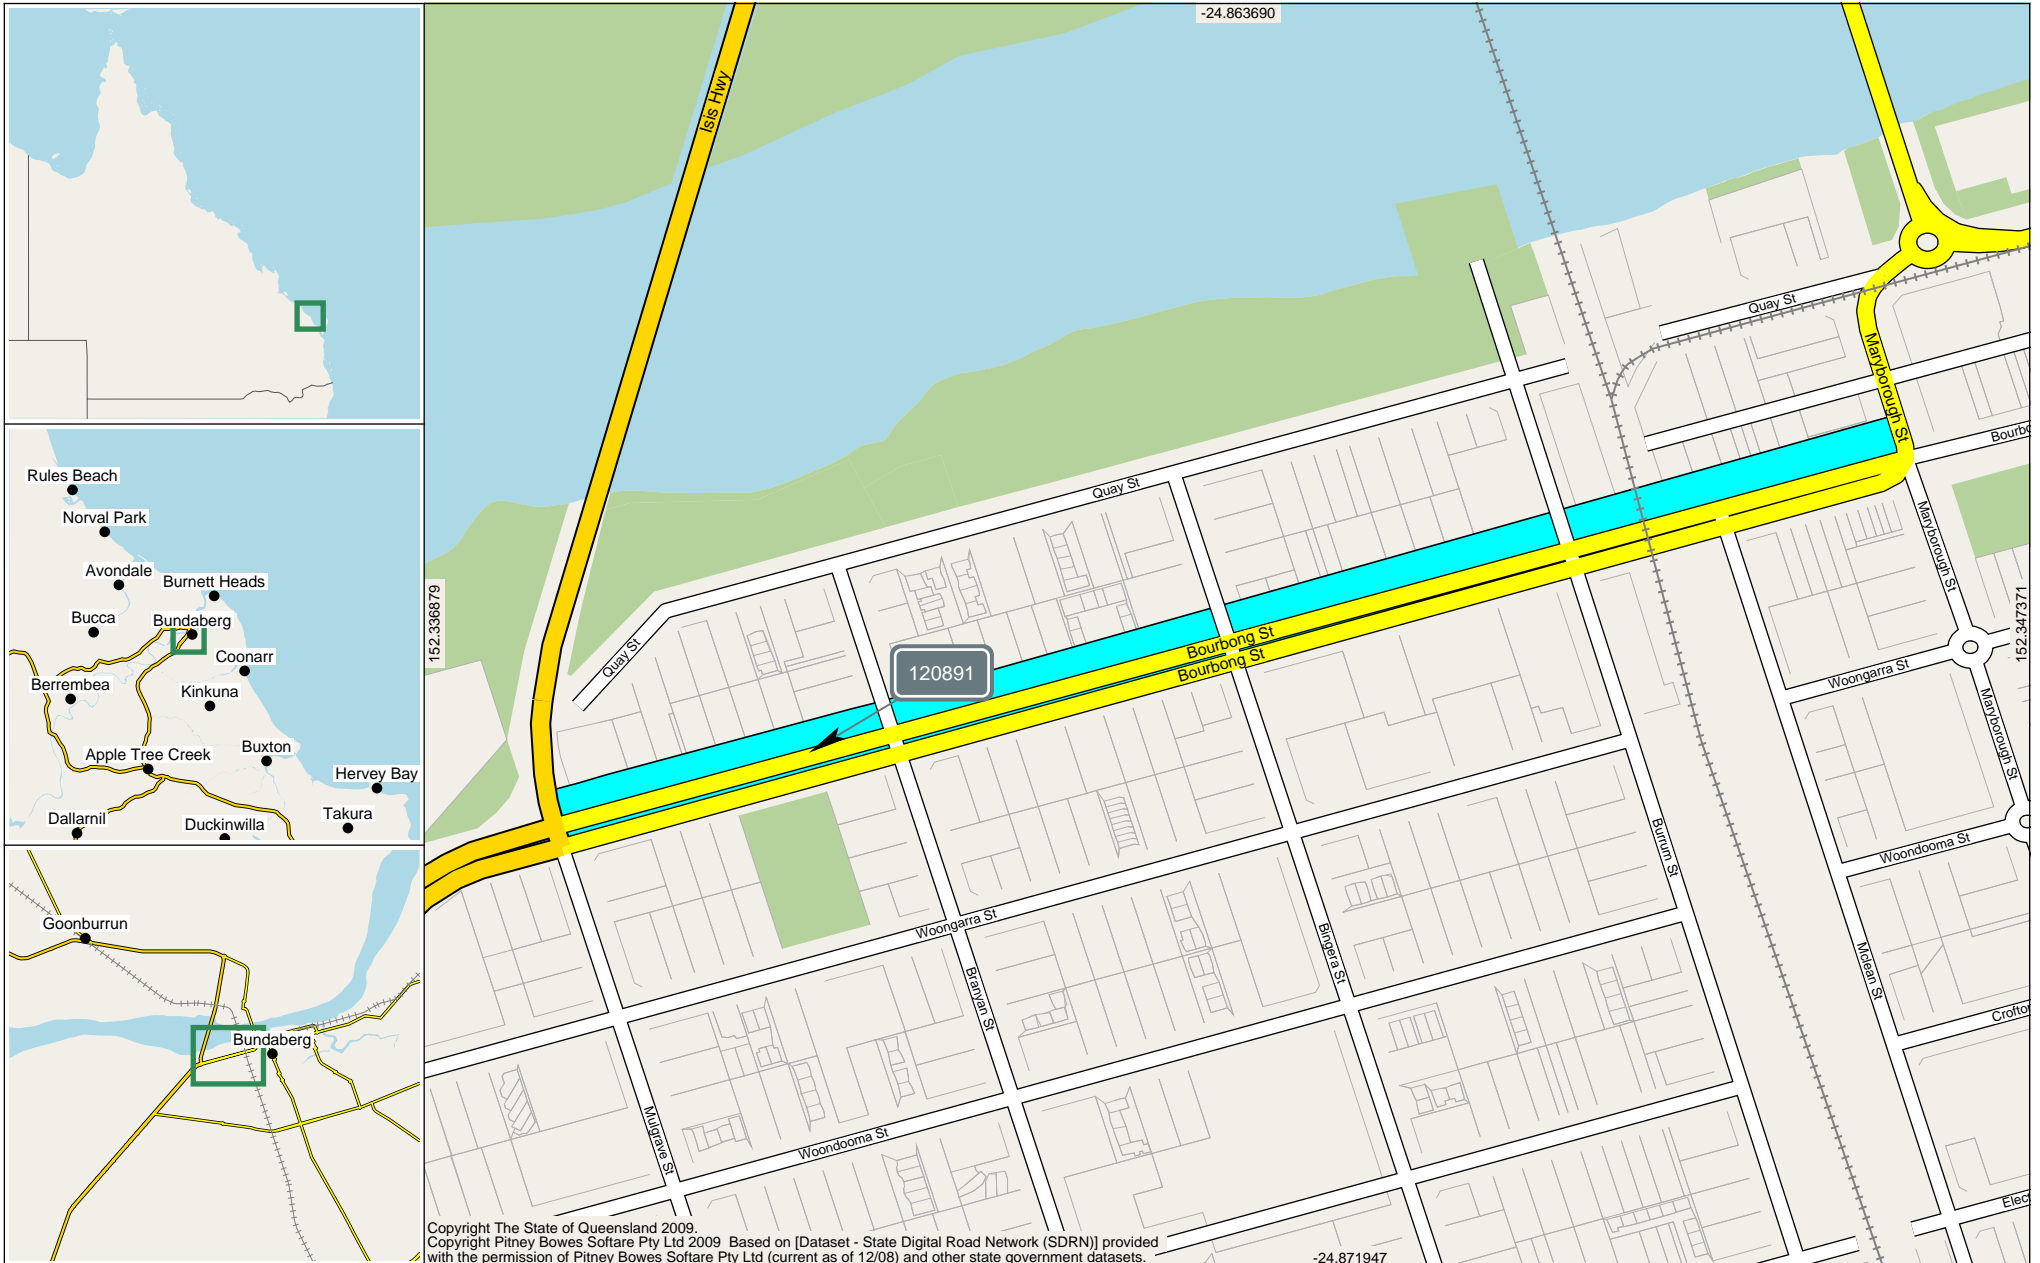 -24.863690
Isis Hwy
Quay St
Maryborough St
Bourbo
Quay St
Maryborough St
152.336879
152.347371
Bourbong St
Bourbong St
Quay St
120891
Woongarra St
Maryborough St
Burrum St
Woondooma St
Woongarra St
Bingera St
Branyan St
Mclean St
Crofton
Mulgrave St
Woondooma St
Elec
Copyright The State of Queensland 2009.
Copyright Pitney Bowes Softare Pty Ltd 2009 Based on [Dataset - State Digital Road Network (SDRN)] provided
with the permission of Pitney Bowes Softare Pty Ltd (current as of 12/08) and other state government datasets.
-24.871947
Rules Beach
Norval Park
Avondale
Burnett Heads
Bucca
Bundaberg
Coonarr
Berrembea
Kinkuna
Apple Tree Creek
Buxton
Hervey Bay
Dallarnil
Duckinwilla
Takura
Goonburrun
Bundaberg